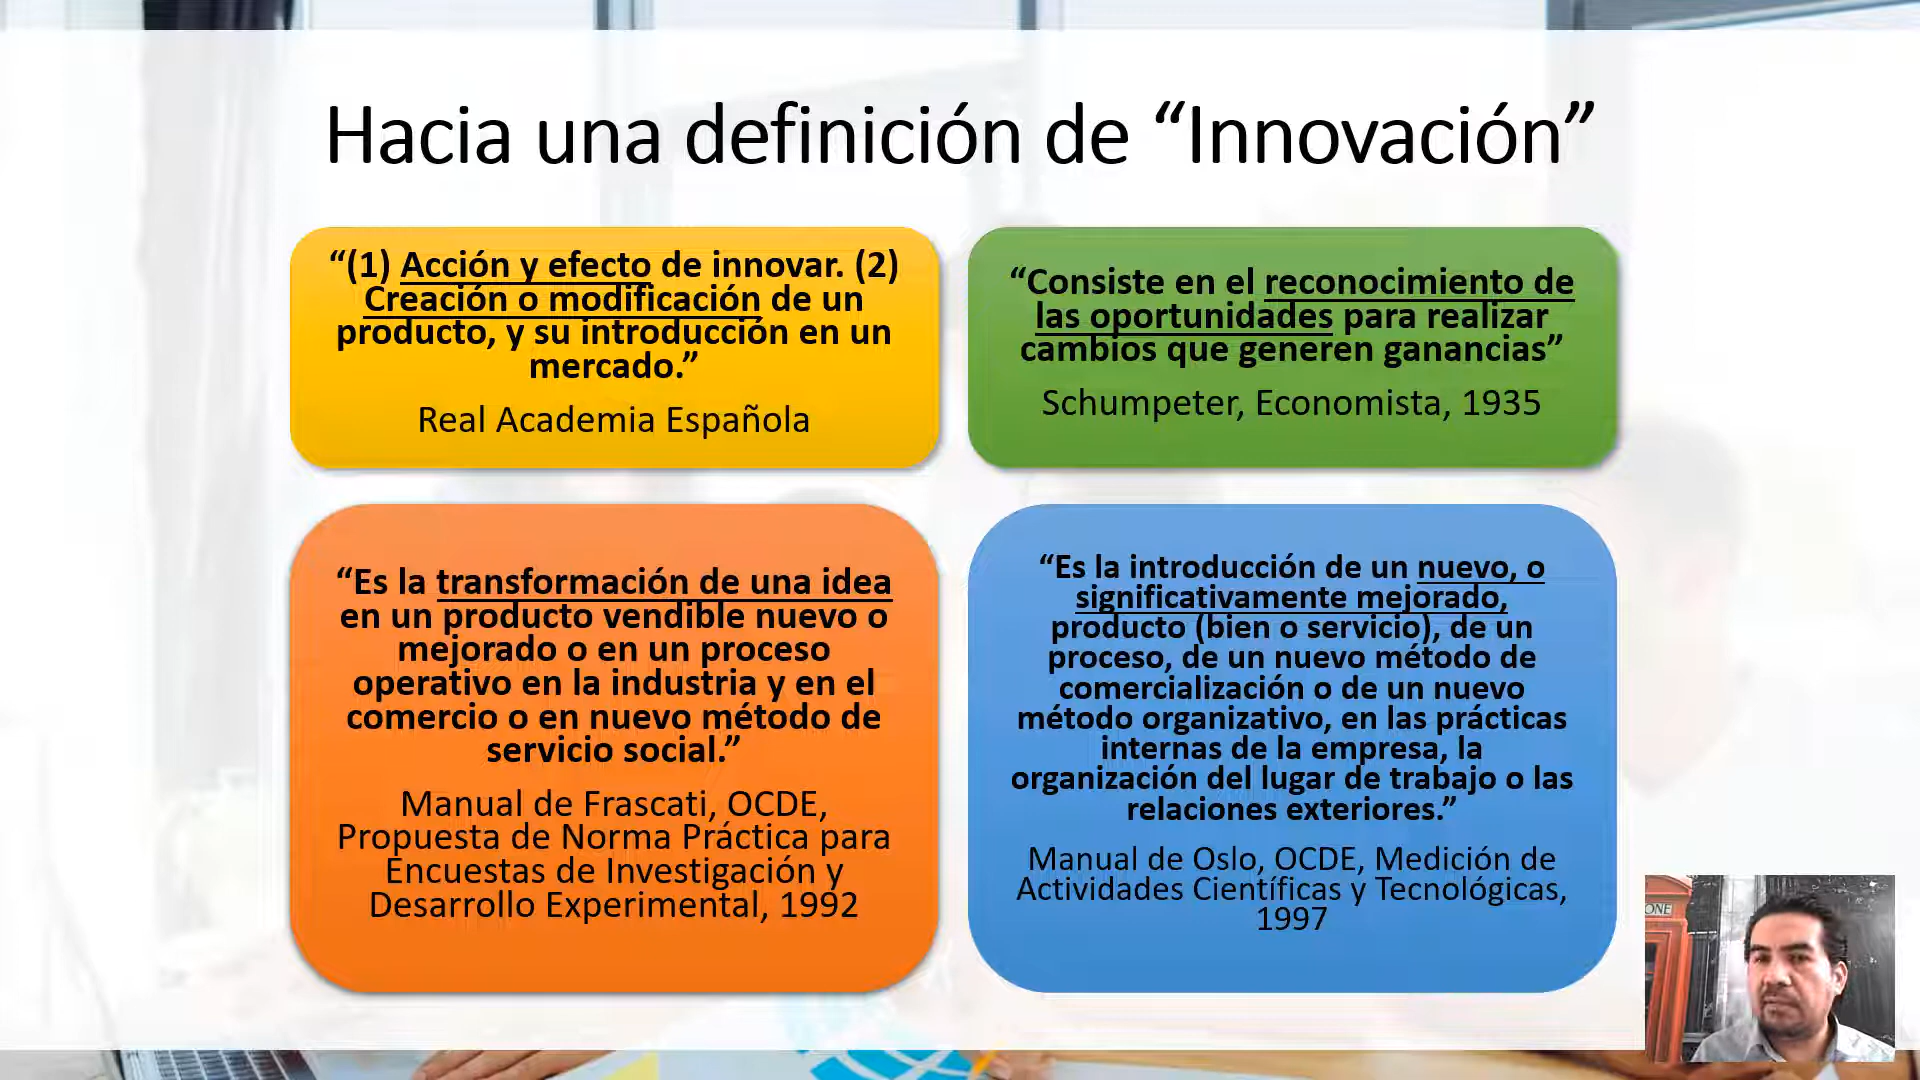 Hacia una definición de “Innovación”
“(1) Acción y efecto de innovar. (2)
Creación o modificación de un
producto, y su introducción en un
mercado.”
Real Academia Española
“Consiste en el reconocimiento de
las oportunidades para realizar
cambios que generen ganancias”
Schumpeter, Economista, 1935
“Es la transformación de una idea
en un producto vendible nuevo o
mejorado o en un proceso
operativo en la industria y en el
comercio o en nuevo método de
servicio social.”
Manual de Frascati, OCDE,
Propuesta de Norma Práctica para
Encuestas de Investigación y
Desarrollo Experimental, 1992
“Es la introducción de un nuevo, o
significativamente mejorado,
producto (bien o servicio), de un
proceso, de un nuevo método de
comercialización o de un nuevo
método organizativo, en las prácticas
internas de la empresa, la
organización del lugar de trabajo o las
relaciones exteriores.”
Manual de Oslo, OCDE, Medición de
Actividades Científicas y Tecnológicas,
1997
ONE